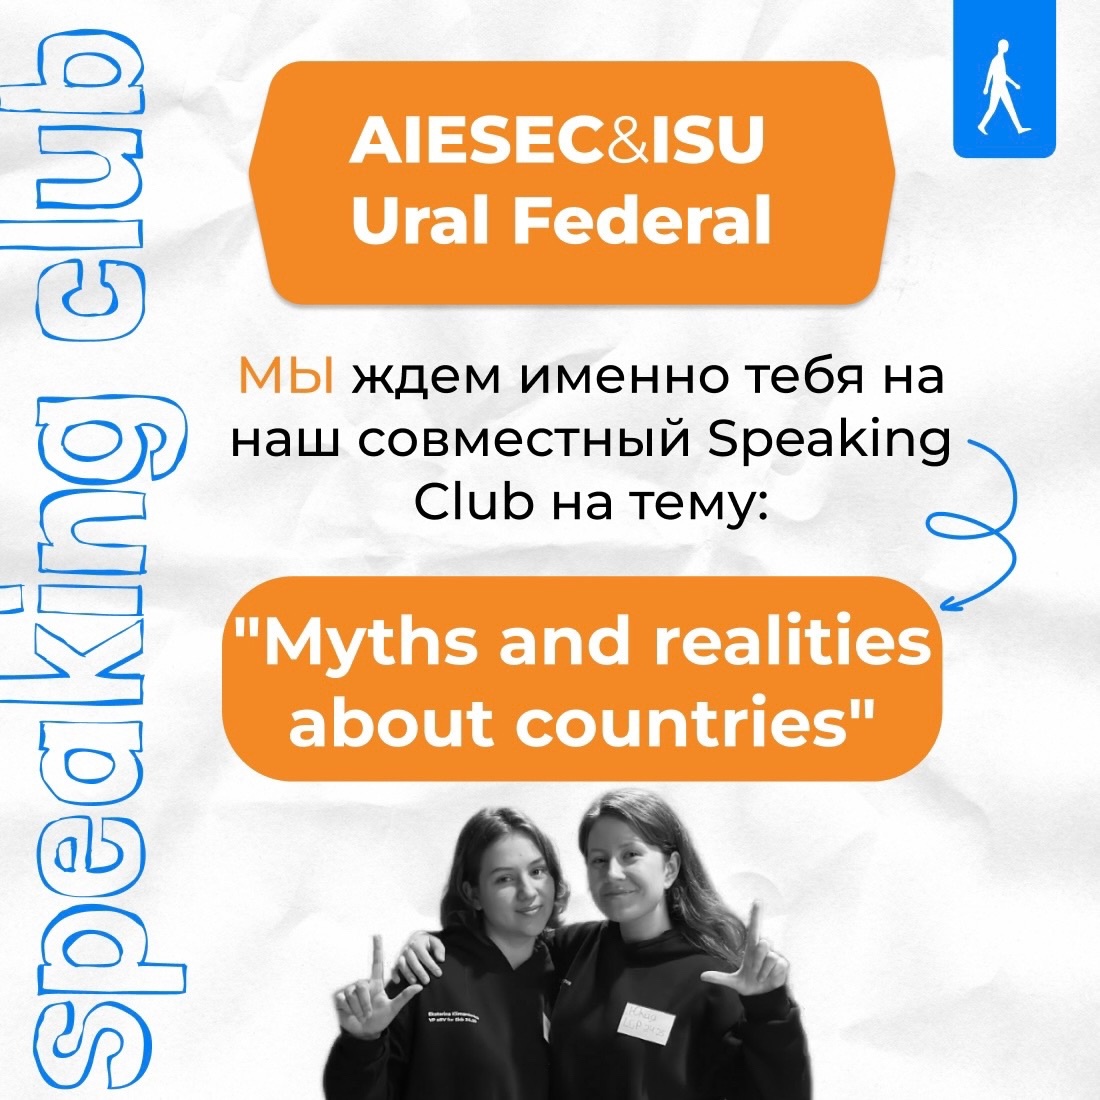 speaking club
AIESEC&ISU
Ural Federal
МЫ ждем именно тебя на
наш совместный Speaking
Club на тему:
"Myths and realities
about countries"